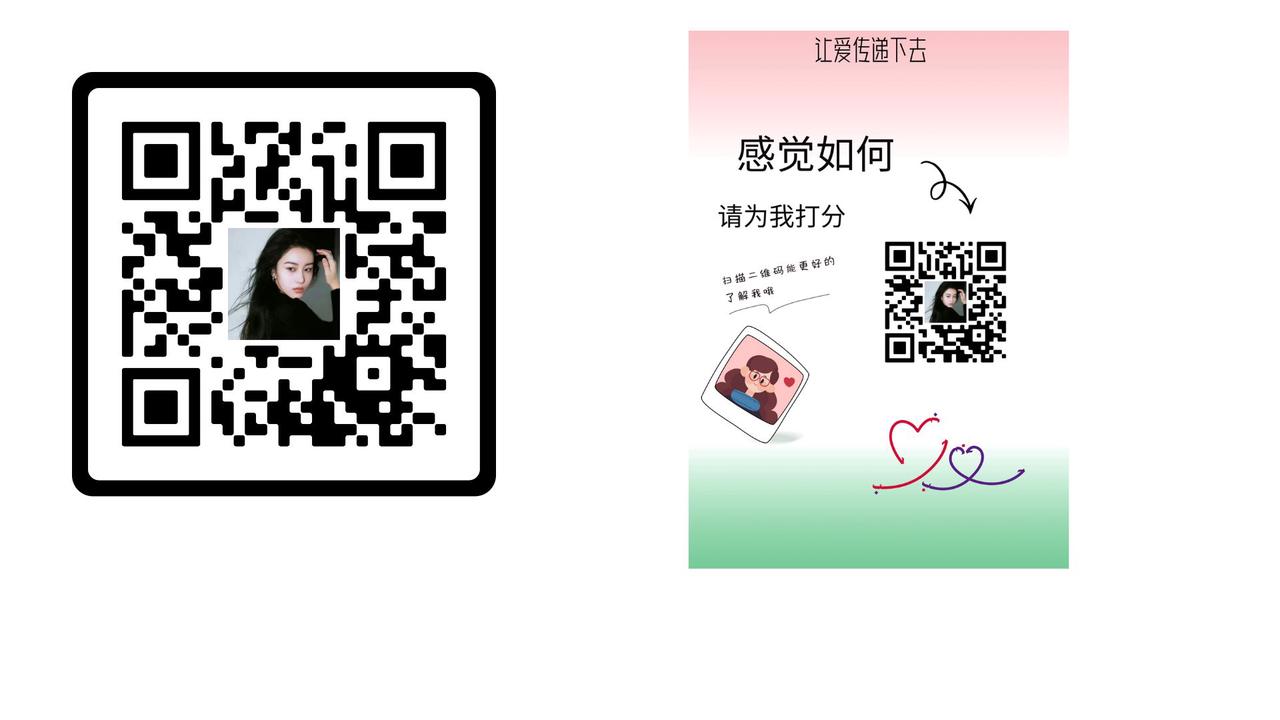 让爱传递下去
感觉如何
请为我打分
扫描二维码能更好的
了解我哦